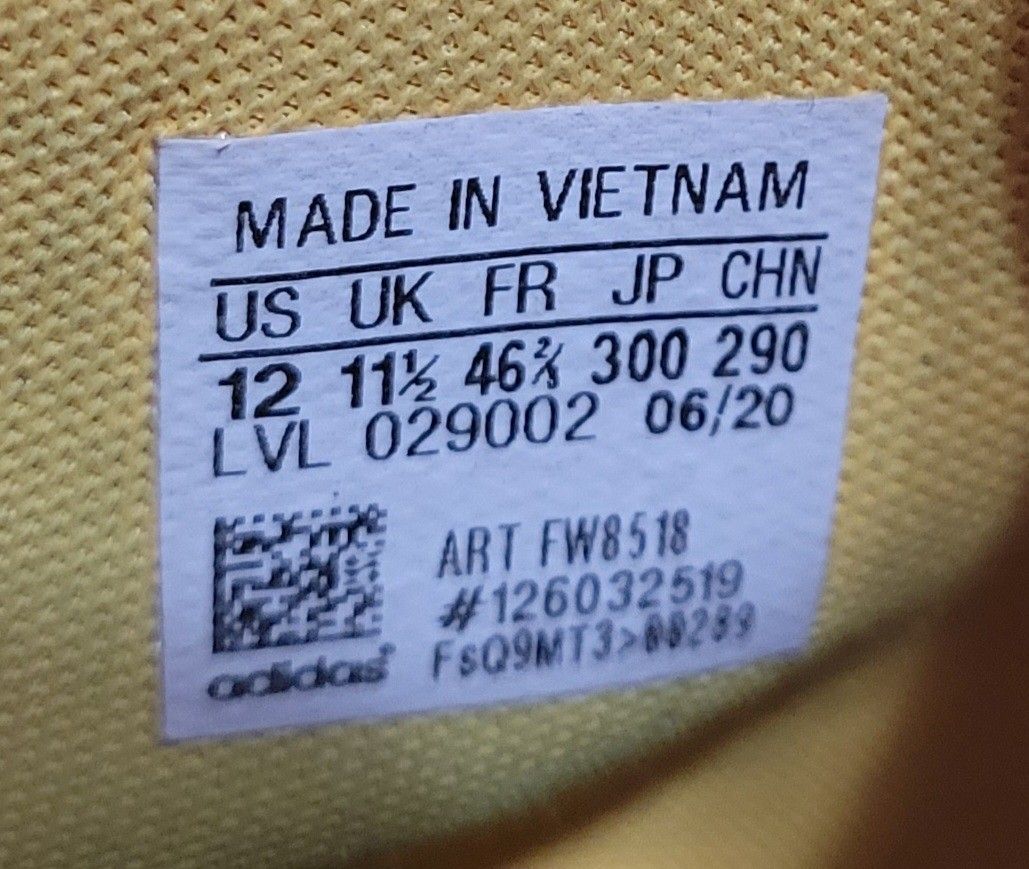 MADE IN VIETNAM
US UK FR JP CHN
12 11½ 46⅔ 300 290
LVL 029002 06/20
ART FW8518
#126032519
FsQ9MT3>00289
adidas